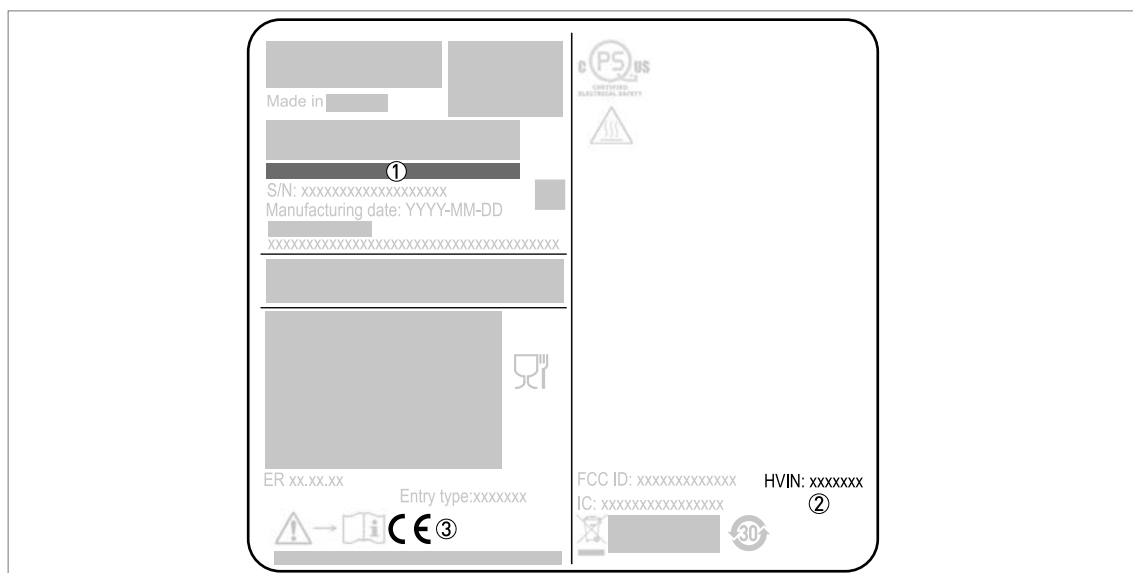 Made in
①
S/N: xxxxxxxxxxxxxxxxxxx
Manufacturing date: YYYY-MM-DD
xxxxxxxxxxxxxxxxxxxxxxxxxxxxxxxxxxxxxx
ER xx.xx.xx
Entry type:xxxxxxx
CE ③
c PS US
CERTIFIED
ELECTRICAL SAFETY
FCC ID: xxxxxxxxxxxxx
HVIN: xxxxxxx
IC: xxxxxxxxxxxxxxxx
②
30